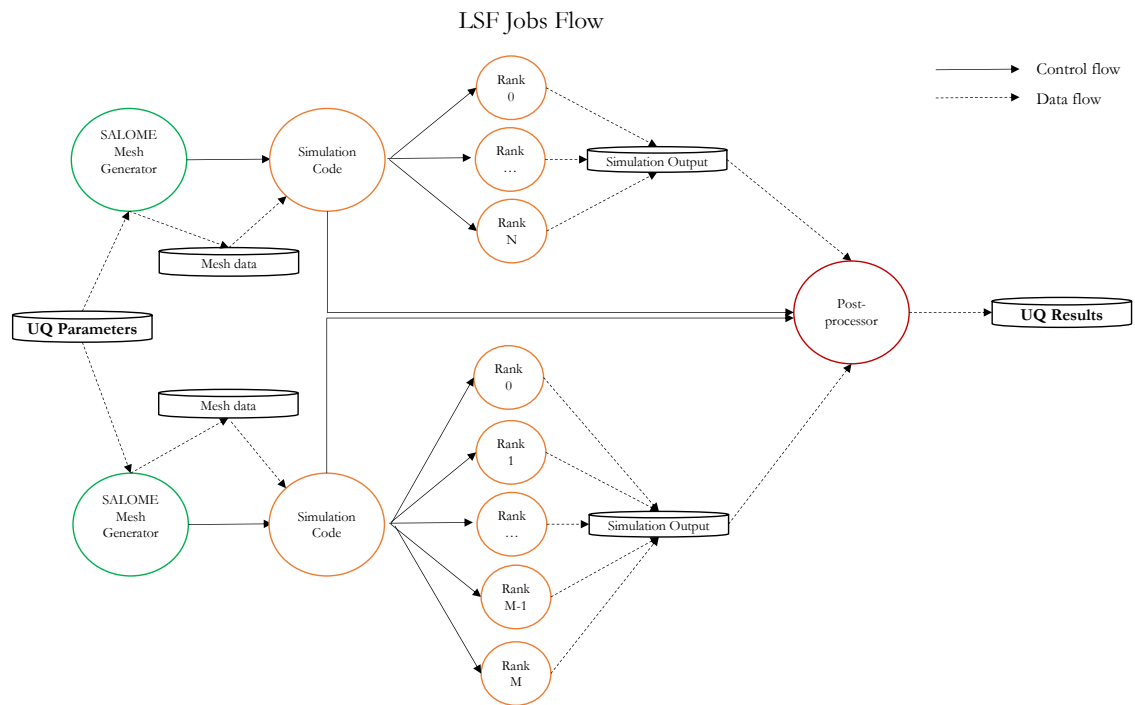 LSF Jobs Flow
Control flow
Data flow
Rank
0
SALOME
Mesh
Generator
Simulation
Code
Rank
…
Simulation Output
Rank
N
Mesh data
UQ Parameters
Post-
processor
UQ Results
Mesh data
Rank
0
Rank
1
SALOME
Mesh
Generator
Simulation
Code
Rank
…
Simulation Output
Rank
M-1
Rank
M